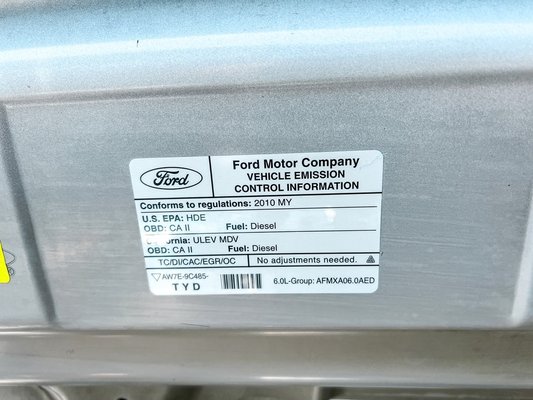 Ford
Ford Motor Company
VEHICLE EMISSION
CONTROL INFORMATION
Conforms to regulations: 2010 MY
U.S. EPA: HDE
OBD: CA II Fuel: Diesel
California: ULEV MDV
OBD: CA II Fuel: Diesel
TC/DI/CAC/EGR/OC No adjustments needed.
AW7E-9C485-
TYD
6.0L-Group: AFMXA06.0AED